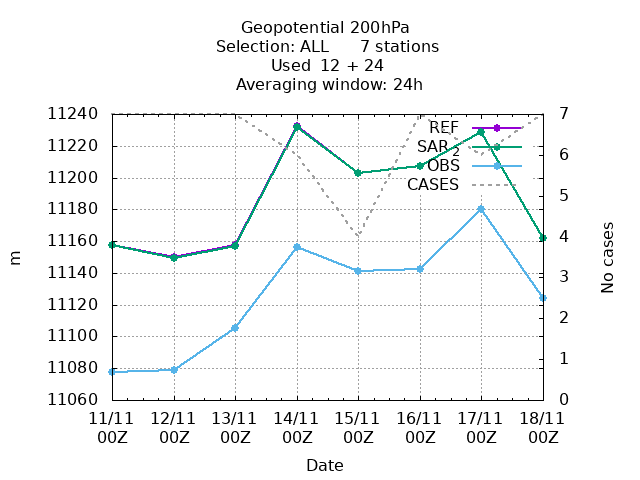 Geopotential 200hPa
Selection: ALL 7 stations
Used 12 + 24
Averaging window: 24h
11240
11220
11200
11180
11160
11140
11120
11100
11080
11060
m
7
6
5
4
3
2
1
0
No cases
REF
SAR 2
OBS
CASES
11/11 12/11 13/11 14/11 15/11 16/11 17/11 18/11
00Z 00Z 00Z 00Z 00Z 00Z 00Z 00Z
Date